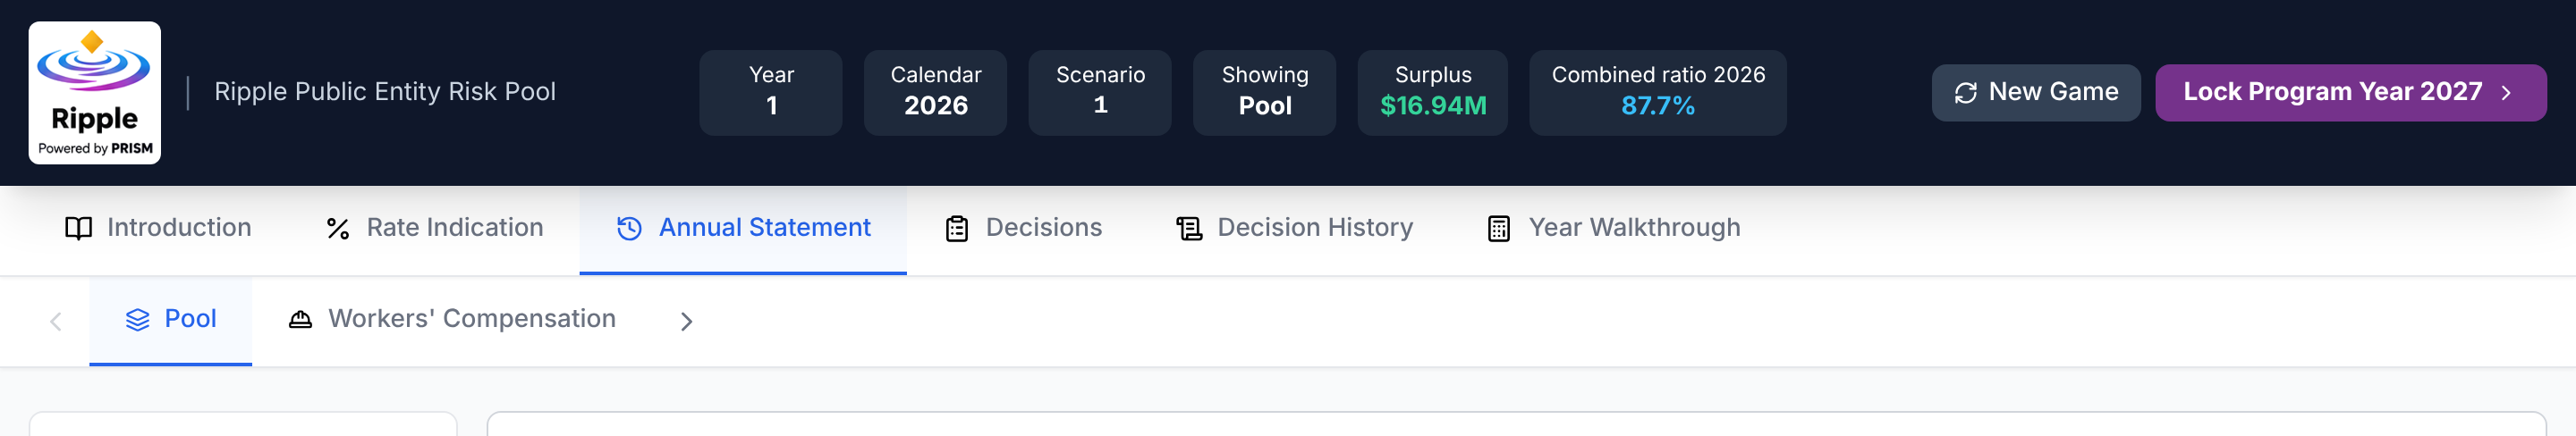 Ripple
Powered by PRISM
Ripple Public Entity Risk Pool
Year
1
Calendar
2026
Scenario
1
Showing
Pool
Surplus
$16.94M
Combined ratio 2026
87.7%
New Game
Lock Program Year 2027
Introduction
Rate Indication
Annual Statement
Decisions
Decision History
Year Walkthrough
Pool
Workers' Compensation